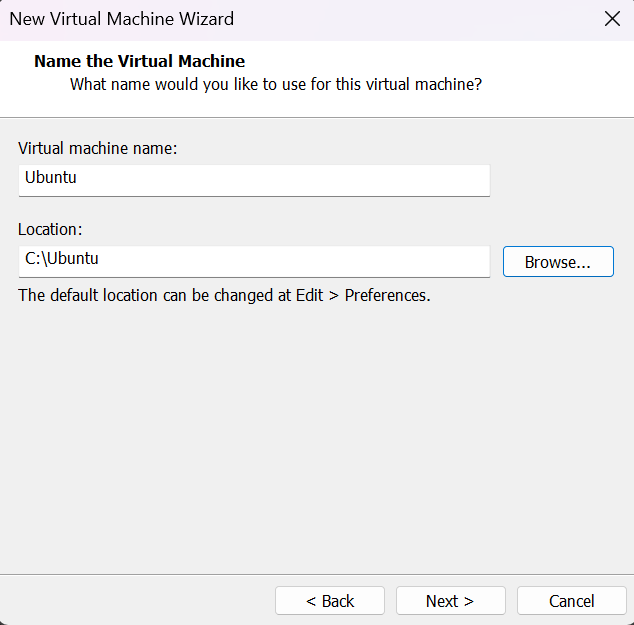 New Virtual Machine Wizard
Name the Virtual Machine
What name would you like to use for this virtual machine?
Virtual machine name:
Ubuntu
Location:
C:\Ubuntu
Browse...
The default location can be changed at Edit > Preferences.
< Back
Next >
Cancel